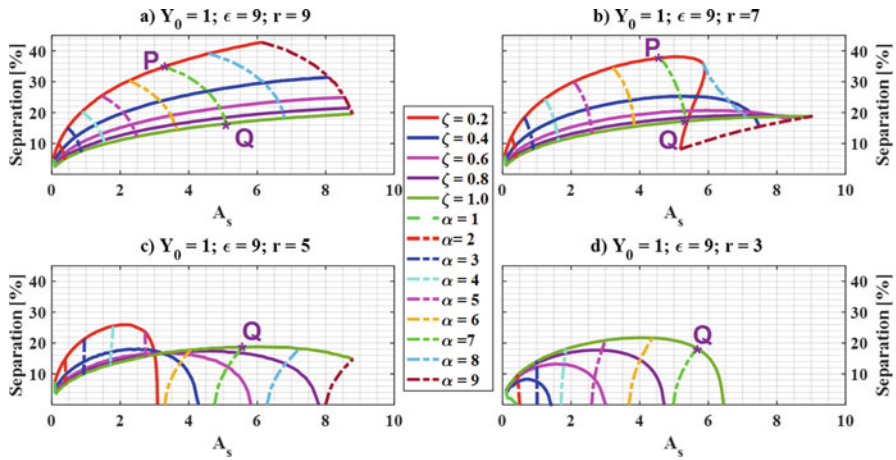 a) Y₀ = 1; ϵ = 9; r = 9
Separation [%]
40
30
20
10
P
Q
0
2
4
6
8
10
Aₛ
b) Y₀ = 1; ϵ = 9; r =7
40
30
20
10
Separation [%]
P
Q
0
2
4
6
8
10
Aₛ
ζ = 0.2
ζ = 0.4
ζ = 0.6
ζ = 0.8
ζ = 1.0
α = 1
α= 2
α = 3
α = 4
α = 5
α = 6
α = 7
α = 8
α = 9
c) Y₀ = 1; ϵ = 9; r = 5
Separation [%]
40
30
20
10
Q
0
2
4
6
8
10
Aₛ
d) Y₀ = 1; ϵ = 9; r = 3
40
30
20
10
Separation [%]
Q
0
2
4
6
8
10
Aₛ